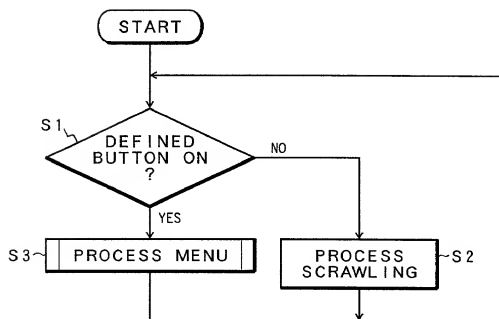 START
S1
DEFINED
BUTTON ON
?
NO
YES
S3
PROCESS MENU
PROCESS
SCRAWLING
S2